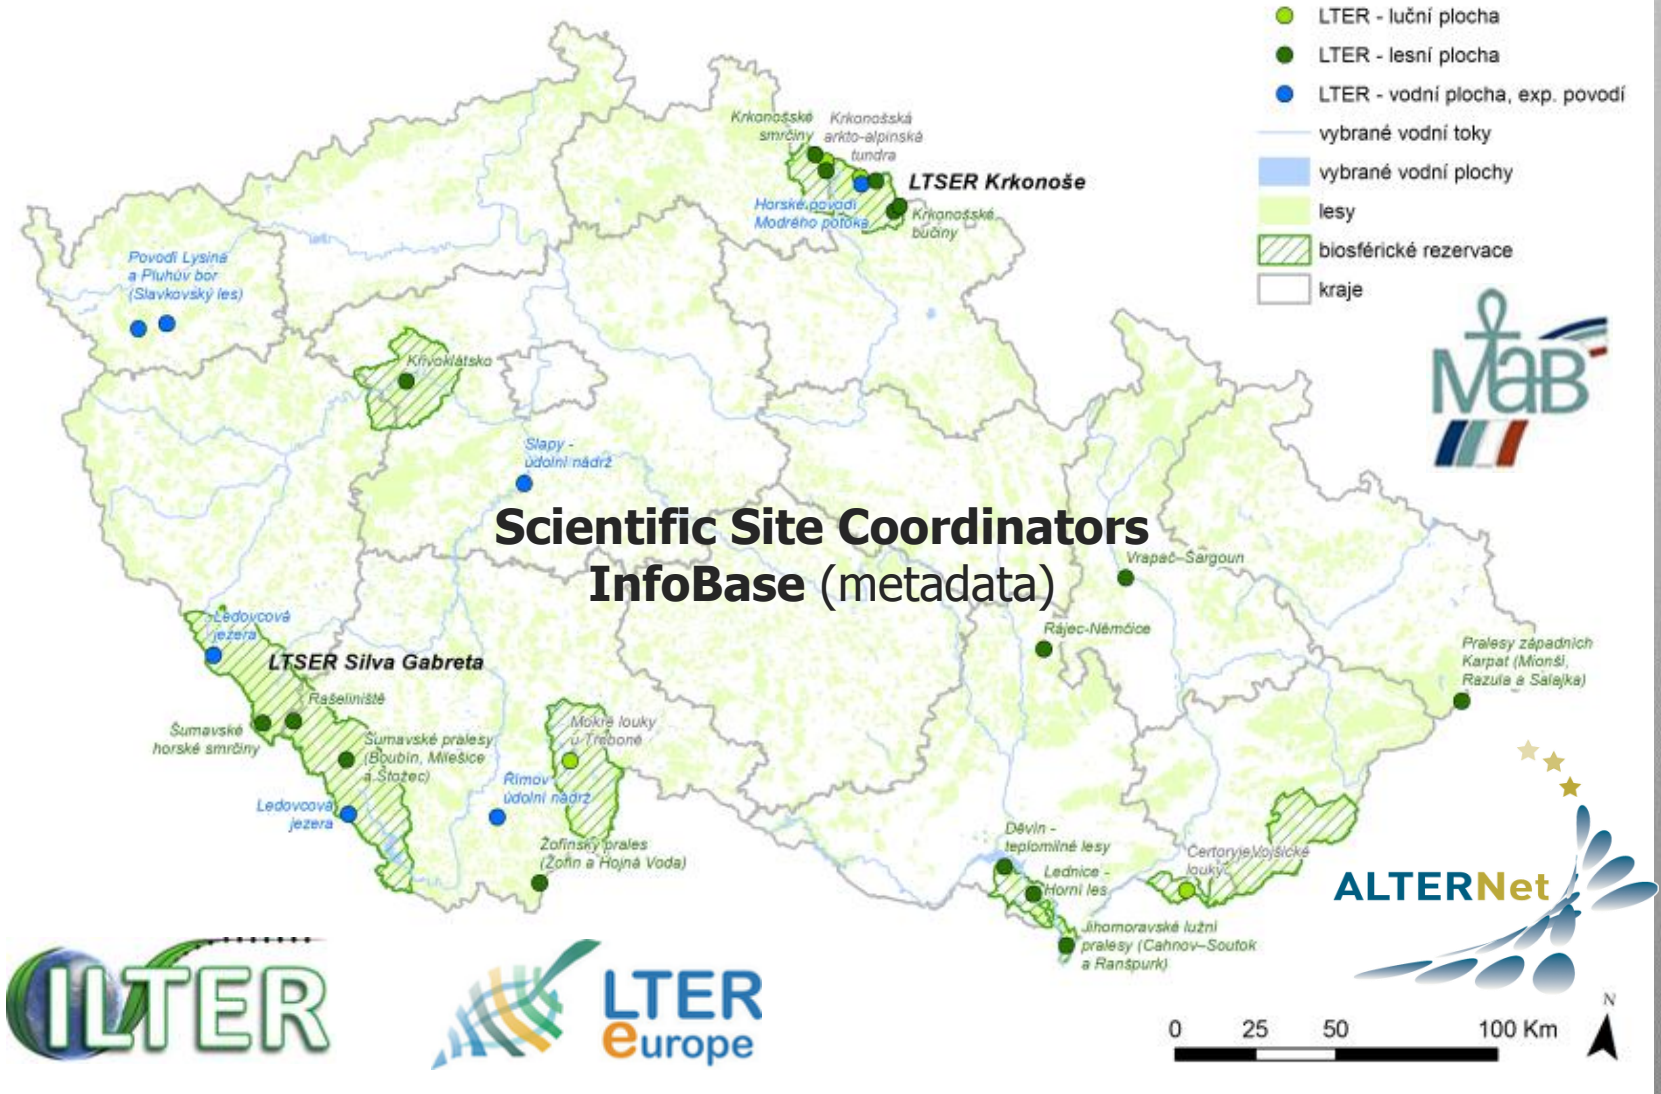 LTER - luční plocha
LTER - lesní plocha
LTER - vodní plocha, exp. povodí
vybrané vodní toky
vybrané vodní plochy
lesy
biosférické rezervace
kraje
MaB
Krkonošské
smrčiny
Krkonošská
arkto-alpinská
tundra
LTSER Krkonoše
Horské povodí
Modrého potoka
Krkonošské
bučiny
Povodí Lysina
a Pluhův bor
(Slavkovský les)
Křivoklátsko
Slapy -
údolní nádrž
Scientific Site Coordinators
InfoBase (metadata)
Vrapač–Šargoun
Rájec-Němčice
Pralesy západních
Karpat (Mionší,
Razula a Salajka)
Ledovcová
jezera
LTSER Silva Gabreta
Rašeliniště
Šumavské
horské smrčiny
Šumavské pralesy
(Boubín, Milešice
a Stožec)
Ledovcová
jezera
Mokré louky
u Třeboně
Římov
údolní nádrž
Žofínský prales
(Žofín a Hojná Voda)
Děvín -
teplomilné lesy
Lednice -
Horní les
Čertoryje,Vojšické
louky
Jihomoravské lužní
pralesy (Cahnov–Soutok
a Ranšpurk)
ALTERNet
ILTER
LTER
europe
0 25 50 100 Km
N